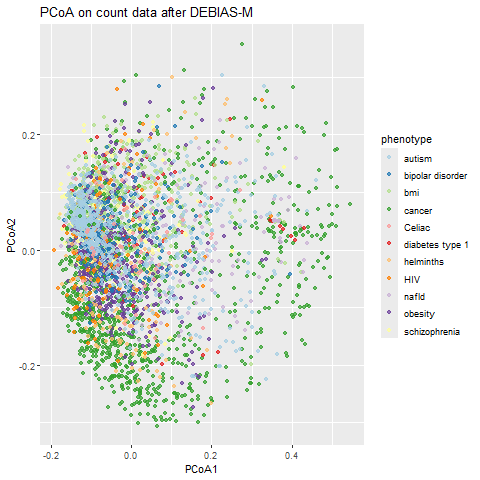 PCoA on count data after DEBIAS-M
0.2
0.0
-0.2
-0.2
0.0
0.2
0.4
PCoA1
PCoA2
phenotype
autism
bipolar disorder
bmi
cancer
Celiac
diabetes type 1
helminths
HIV
nafld
obesity
schizophrenia